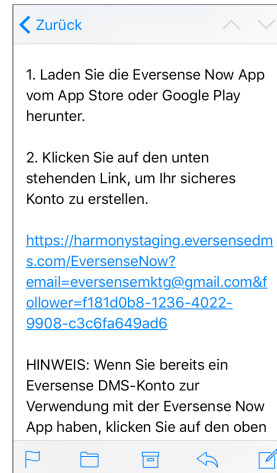 Zurück
1. Laden Sie die Eversense Now App
vom App Store oder Google Play
herunter.
2. Klicken Sie auf den unten
stehenden Link, um Ihr sicheres
Konto zu erstellen.
https://harmonystaging.eversensedm
s.com/EversenseNow?
email=eversensemktg@gmail.com&f
ollower=f181d0b8-1236-4022-
9908-c3c6fa649ad6
HINWEIS: Wenn Sie bereits ein
Eversense DMS-Konto zur
Verwendung mit der Eversense Now
App haben, klicken Sie auf den oben